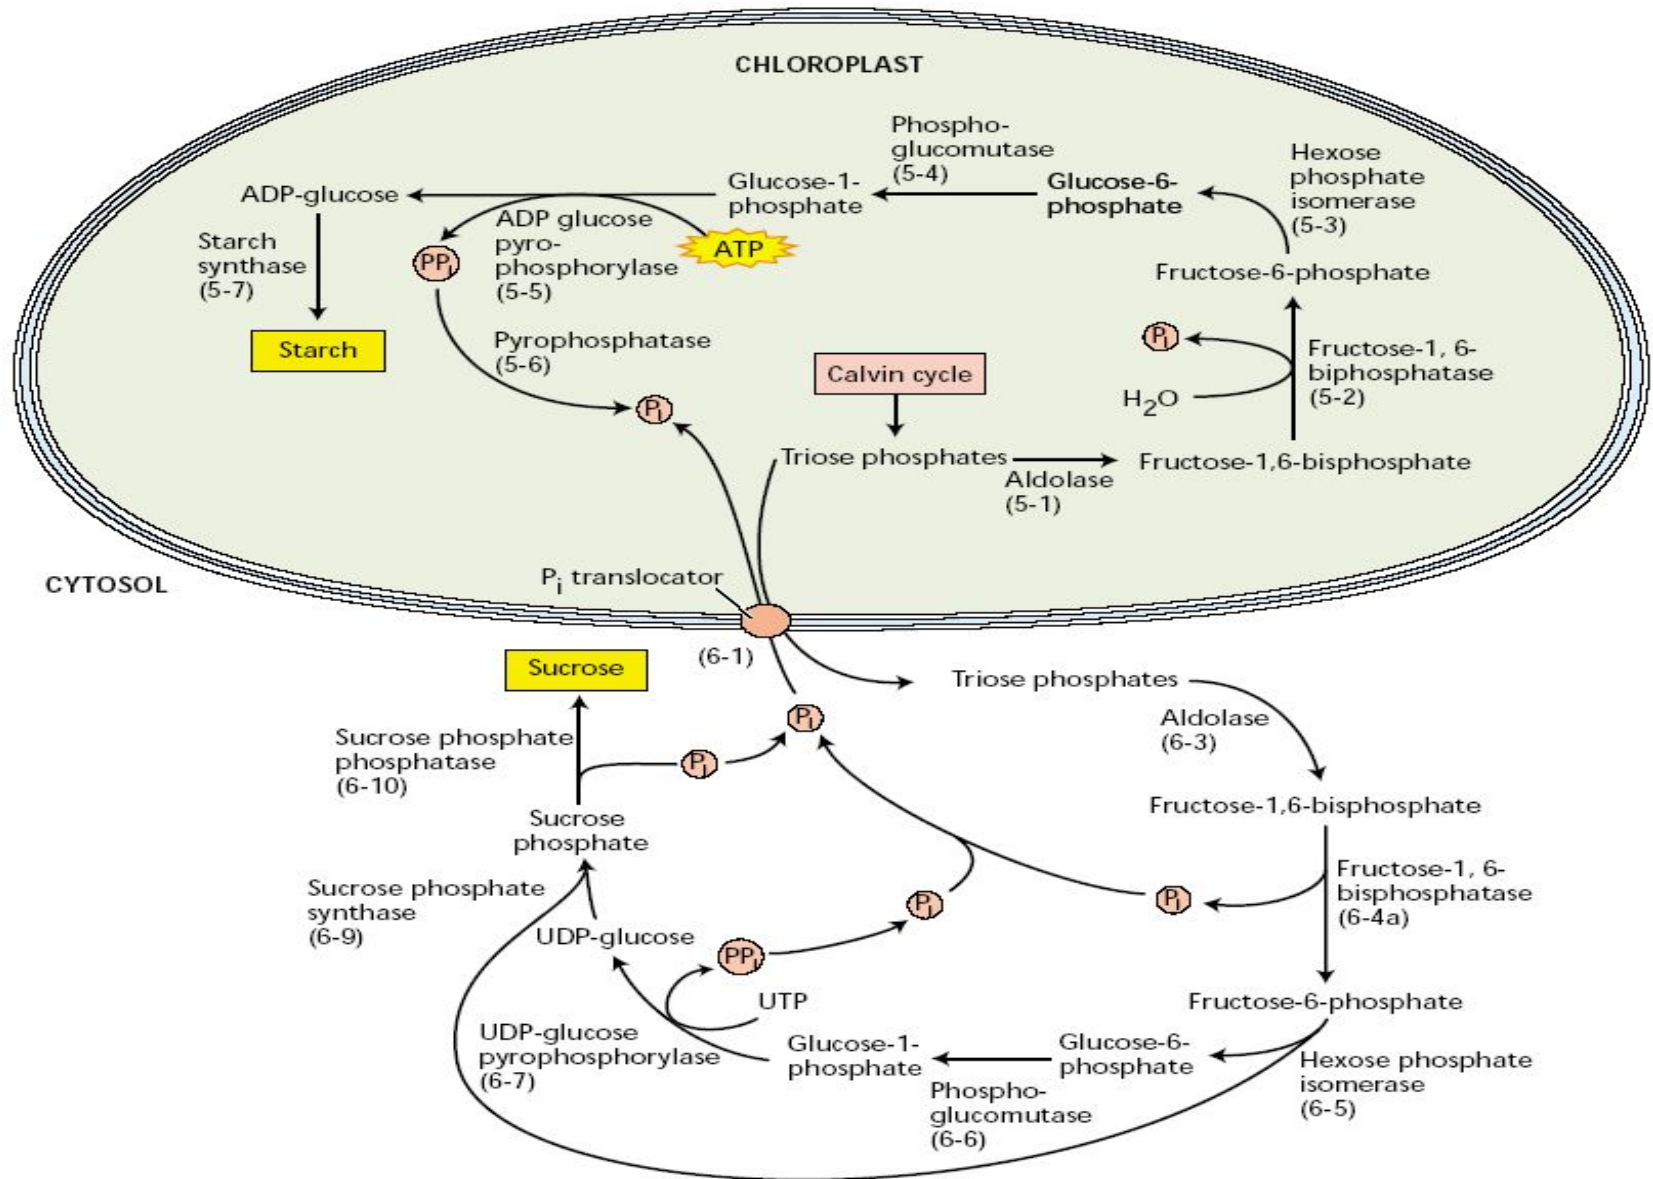 CHLOROPLAST
Phospho-
glucomutase
(5-4)
Hexose
phosphate
isomerase
(5-3)
ADP-glucose
Glucose-1-
phosphate
Glucose-6-
phosphate
Starch
synthase
(5-7)
PPi
ADP glucose
pyro-
phosphorylase
(5-5)
ATP
Fructose-6-phosphate
Starch
Pyrophosphatase
(5-6)
Calvin cycle
Pi
H2O
Fructose-1, 6-
biphosphatase
(5-2)
Pi
Triose phosphates
Aldolase
(5-1)
Fructose-1,6-bisphosphate
CYTOSOL
Pi translocator
(6-1)
Sucrose
Triose phosphates
Pi
Aldolase
(6-3)
Sucrose phosphate
phosphatase
(6-10)
Pi
Fructose-1,6-bisphosphate
Sucrose
phosphate
Fructose-1, 6-
bisphosphatase
(6-4a)
Sucrose phosphate
synthase
(6-9)
Pi
Pi
UDP-glucose
PPi
UTP
Fructose-6-phosphate
UDP-glucose
pyrophosphorylase
(6-7)
Glucose-1-
phosphate
Glucose-6-
phosphate
Hexose phosphate
isomerase
(6-5)
Phospho-
glucomutase
(6-6)